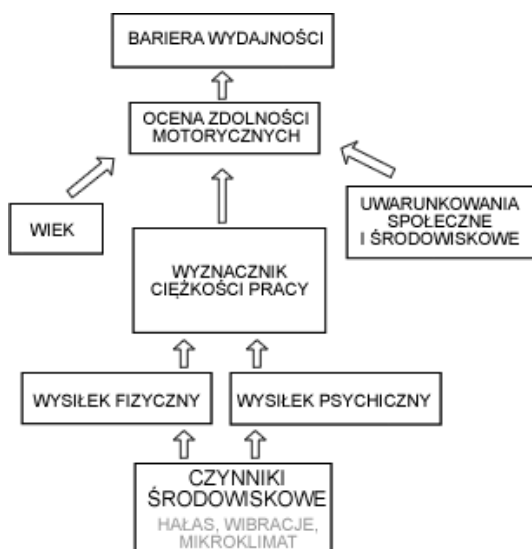 BARIERA WYDAJNOŚCI
OCENA ZDOLNOŚCI
MOTORYCZNYCH
WIEK
UWARUNKOWANIA
SPOŁECZNE
I ŚRODOWISKOWE
WYZNACZNIK
CIĘŻKOŚCI PRACY
WYSIŁEK FIZYCZNY
WYSIŁEK PSYCHICZNY
CZYNNIKI
ŚRODOWISKOWE
HAŁAS, WIBRACJE,
MIKROKLIMAT